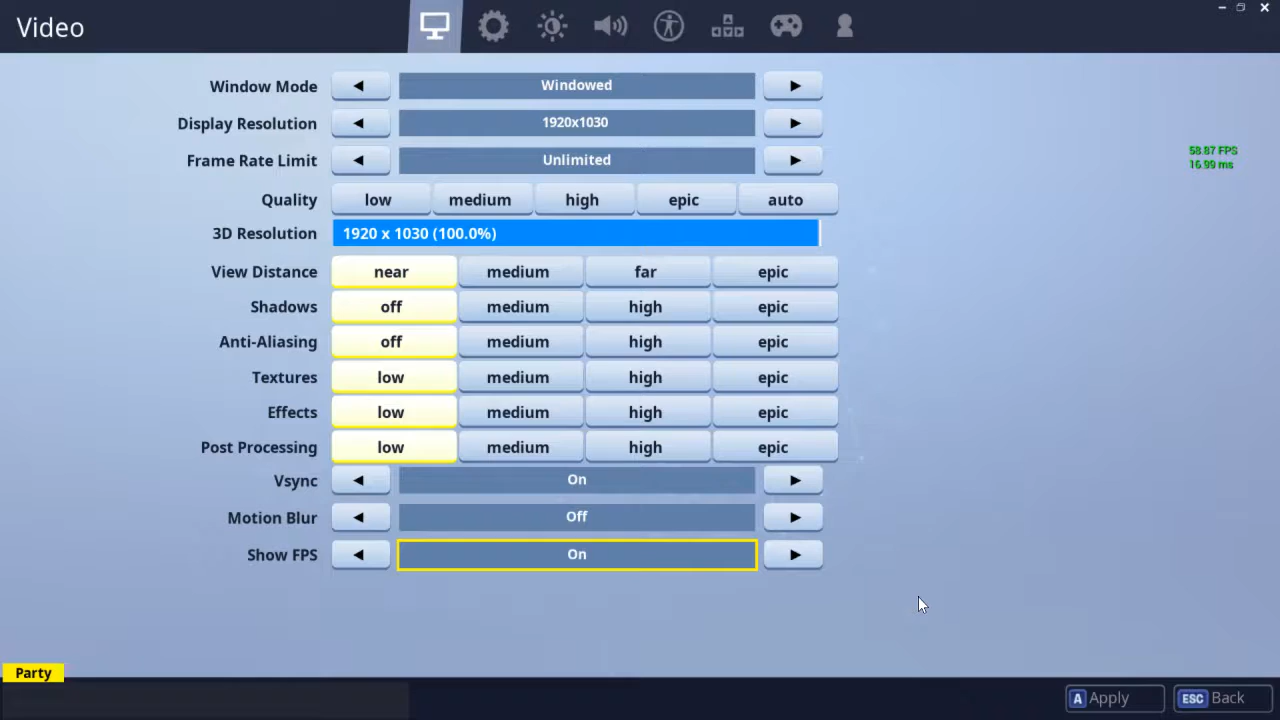 Video
Window Mode ◄ Windowed ►
Display Resolution ◄ 1920x1030 ►
Frame Rate Limit ◄ Unlimited ►
58.87 FPS
16.99 ms
Quality low medium high epic auto
3D Resolution 1920 x 1030 (100.0%)
View Distance near medium far epic
Shadows off medium high epic
Anti-Aliasing off medium high epic
Textures low medium high epic
Effects low medium high epic
Post Processing low medium high epic
Vsync ◄ On ►
Motion Blur ◄ Off ►
Show FPS ◄ On ►
Party
A Apply ESC Back